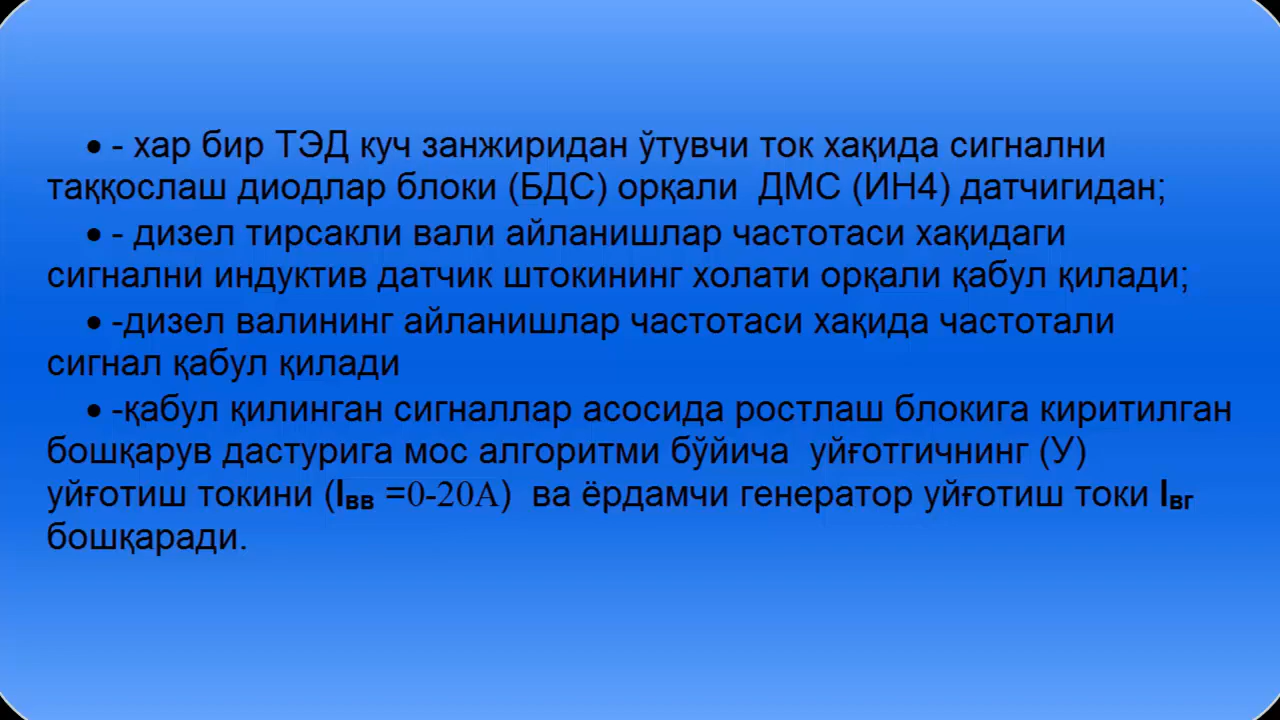 • - хар бир ТЭД куч занжиридан ўтувчи ток хақида сигнални
таққослаш диодлар блоки (БДС) орқали  ДМС (ИН4) датчигидан;
• - дизел тирсакли вали айланишлар частотаси хақидаги
сигнални индуктив датчик штокининг холати орқали қабул қилади;
• -дизел валининг айланишлар частотаси хақида частотали
сигнал қабул қилади
• -қабул қилинган сигналлар асосида ростлаш блокига киритилган
бошқарув дастурига мос алгоритми бўйича  уйғотгичнинг (У)
уйғотиш токини (Iвв =0-20А)  ва ёрдамчи генератор уйғотиш токи Iвг
бошқаради.